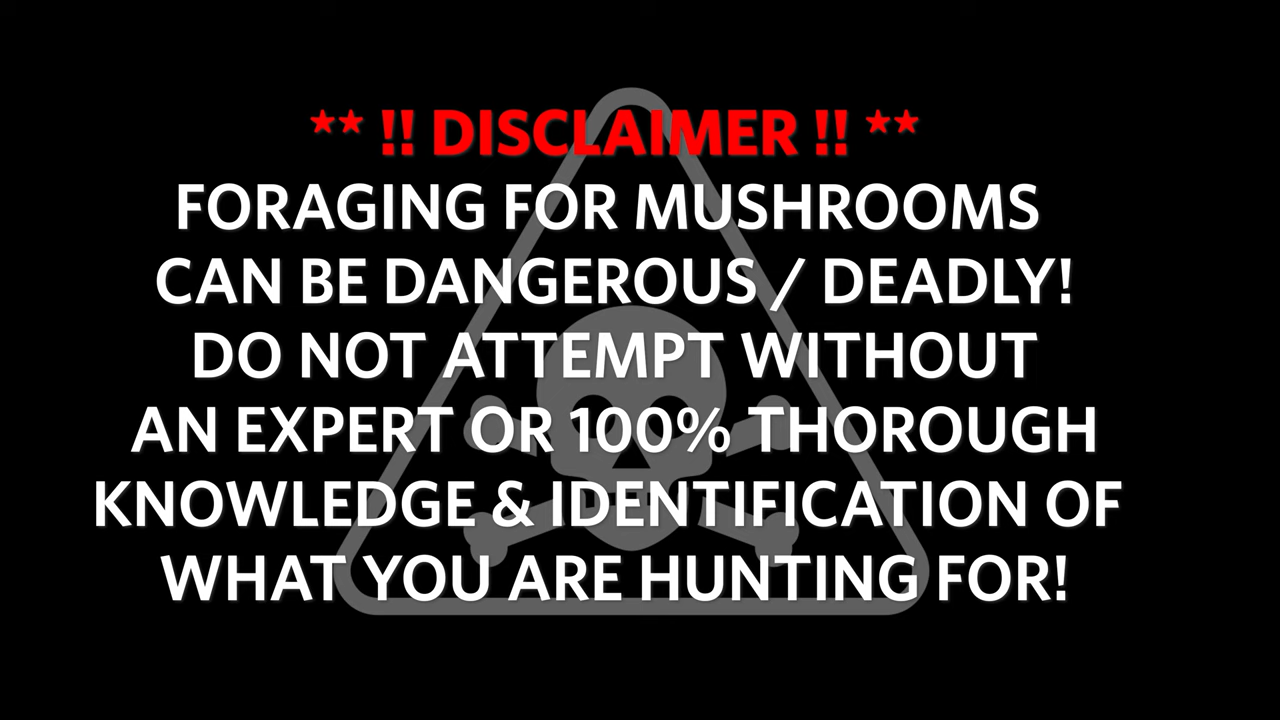 ** !! DISCLAIMER !! **
FORAGING FOR MUSHROOMS
CAN BE DANGEROUS / DEADLY!
DO NOT ATTEMPT WITHOUT
AN EXPERT OR 100% THOROUGH
KNOWLEDGE & IDENTIFICATION OF
WHAT YOU ARE HUNTING FOR!